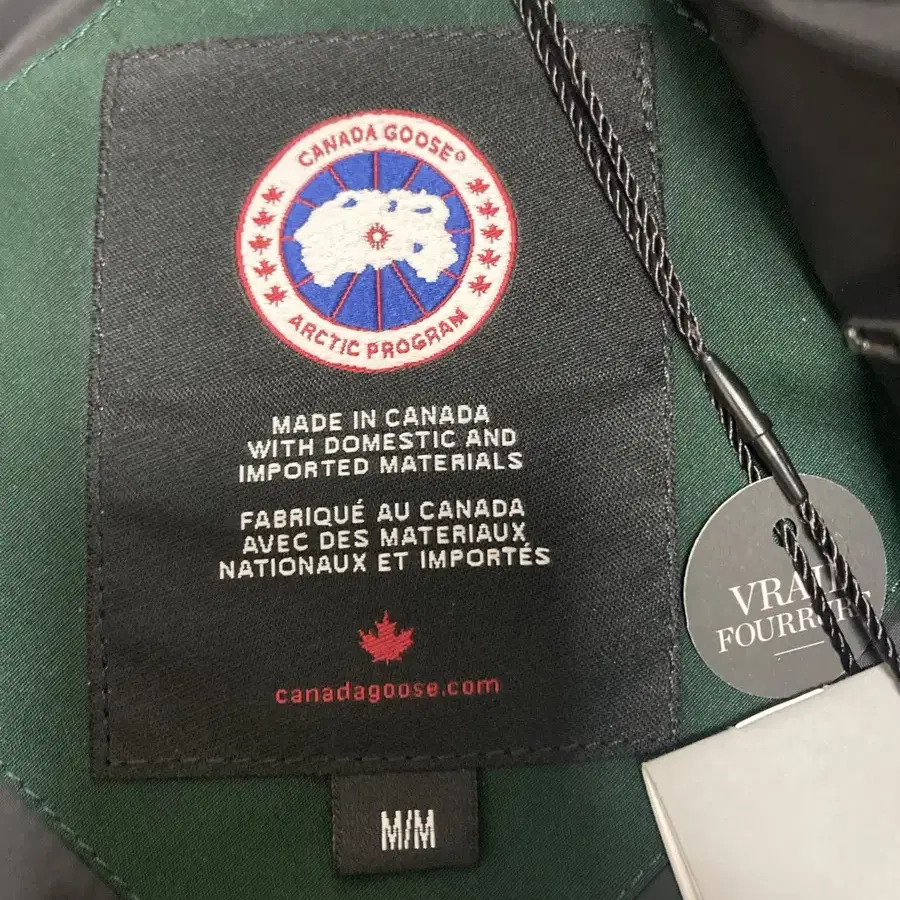 CANADA GOOSE®
ARCTIC PROGRAM
MADE IN CANADA
WITH DOMESTIC AND
IMPORTED MATERIALS
FABRIQUÉ AU CANADA
AVEC DES MATERIAUX
NATIONAUX ET IMPORTÉS
canadagoose.com
M/M
VRAIE
FOURRURE